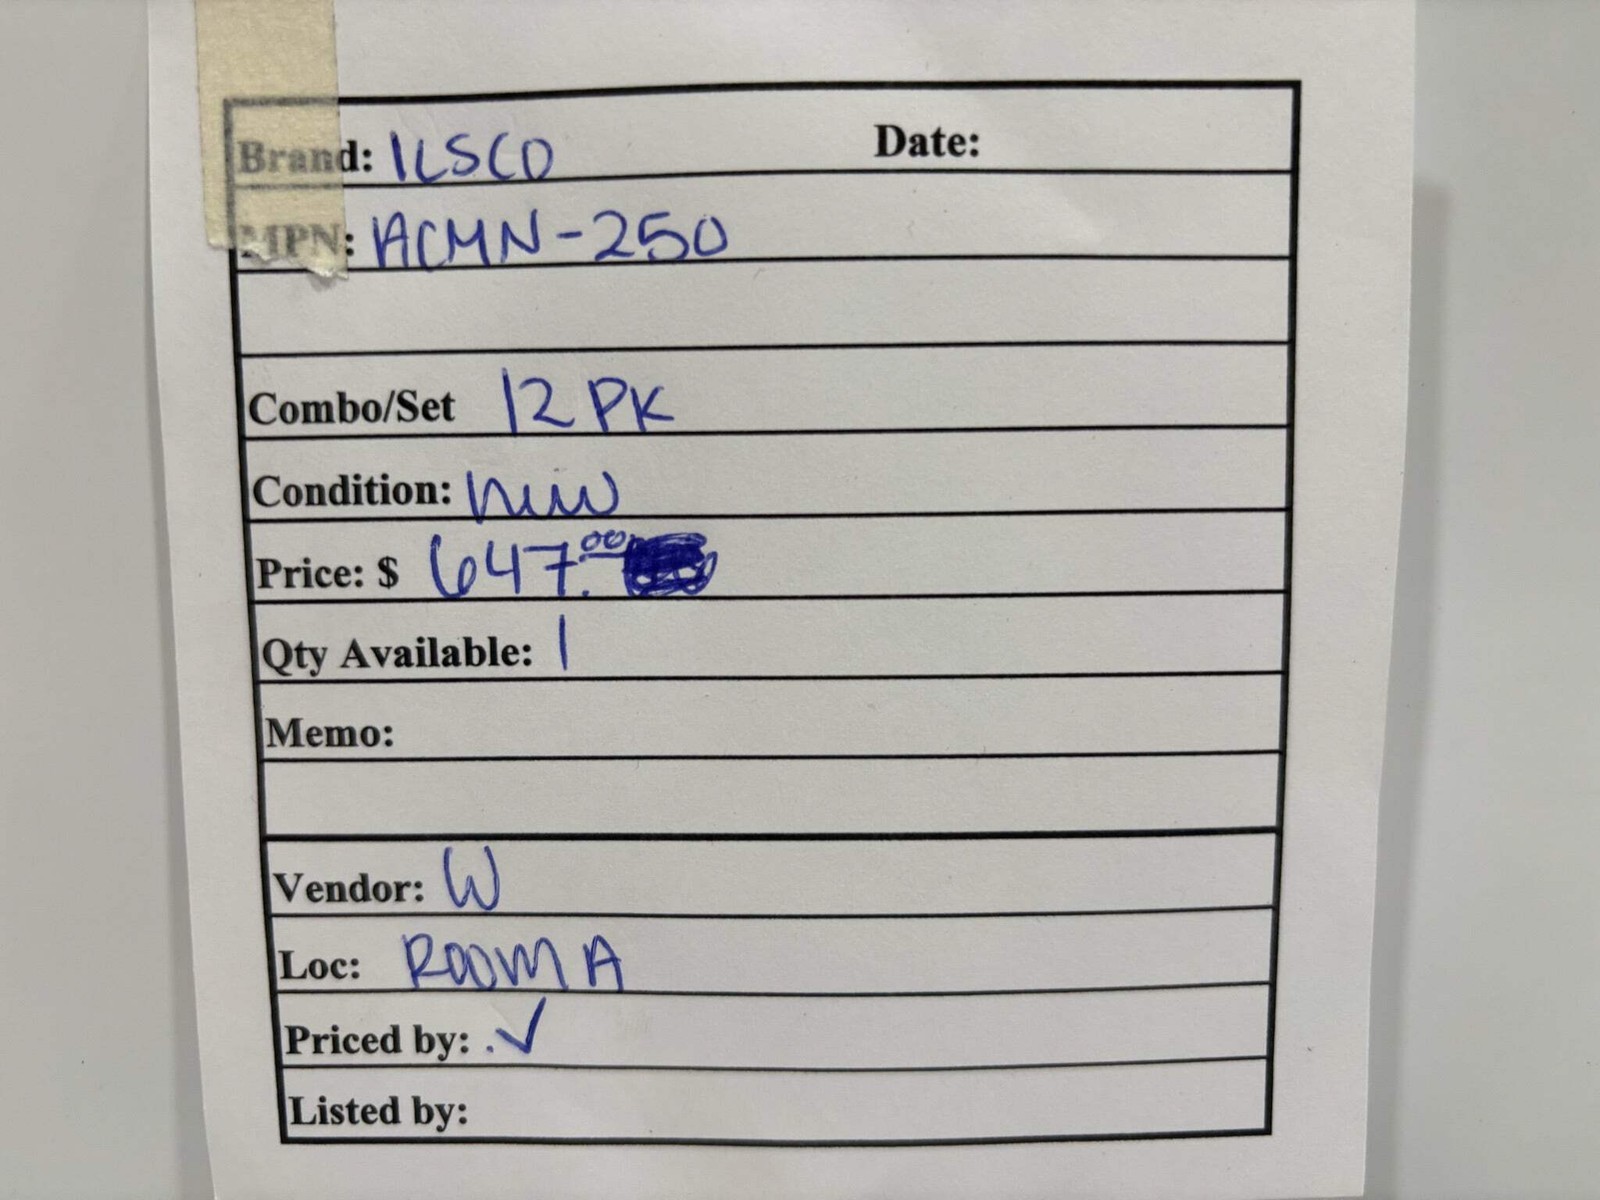 Brand: ILSCO Date:
MPN: ACMN-250
Combo/Set 12 PK
Condition: new
Price: $ 647.00
Qty Available: 1
Memo:
Vendor: W
Loc: ROOM A
Priced by: .✓
Listed by: